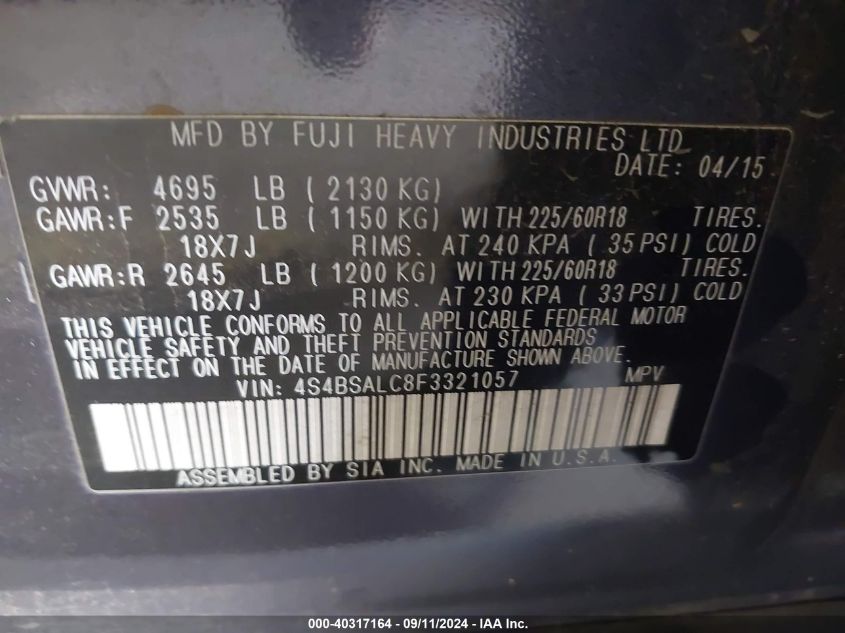 MFD BY FUJI HEAVY INDUSTRIES LTD
DATE: 04/15
GVWR: 4695 LB ( 2130 KG)
GAWR:F 2535 LB ( 1150 KG) WITH 225/60R18 TIRES.
18X7J RIMS. AT 240 KPA ( 35 PSI) COLD
GAWR:R 2645 LB ( 1200 KG) WITH 225/60R18 TIRES.
18X7J RIMS. AT 230 KPA ( 33 PSI) COLD
THIS VEHICLE CONFORMS TO ALL APPLICABLE FEDERAL MOTOR
VEHICLE SAFETY AND THEFT PREVENTION STANDARDS
IN EFFECT ON THE DATE OF MANUFACTURE SHOWN ABOVE.
VIN: 4S4BSALC8F3321057 MPV
ASSEMBLED BY SIA INC. MADE IN U.S.A.
000-40317164 - 09/11/2024 - IAA Inc.